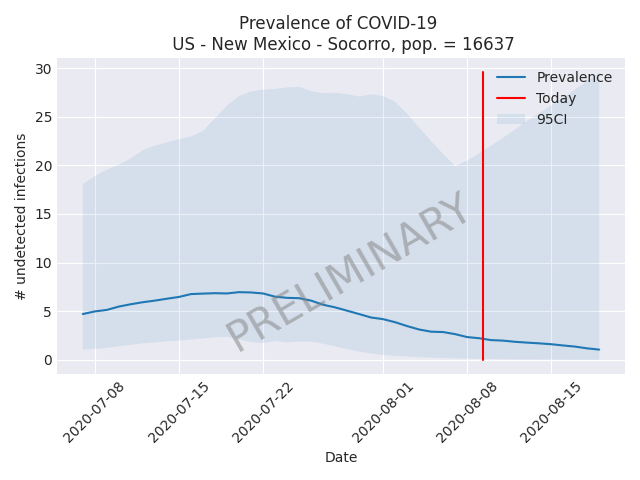 Prevalence of COVID-19
US - New Mexico - Socorro, pop. = 16637
Prevalence
Today
95CI
# undetected infections
30
25
20
15
10
5
0
PRELIMINARY
2020-07-08
2020-07-15
2020-07-22
2020-08-01
2020-08-08
2020-08-15
Date